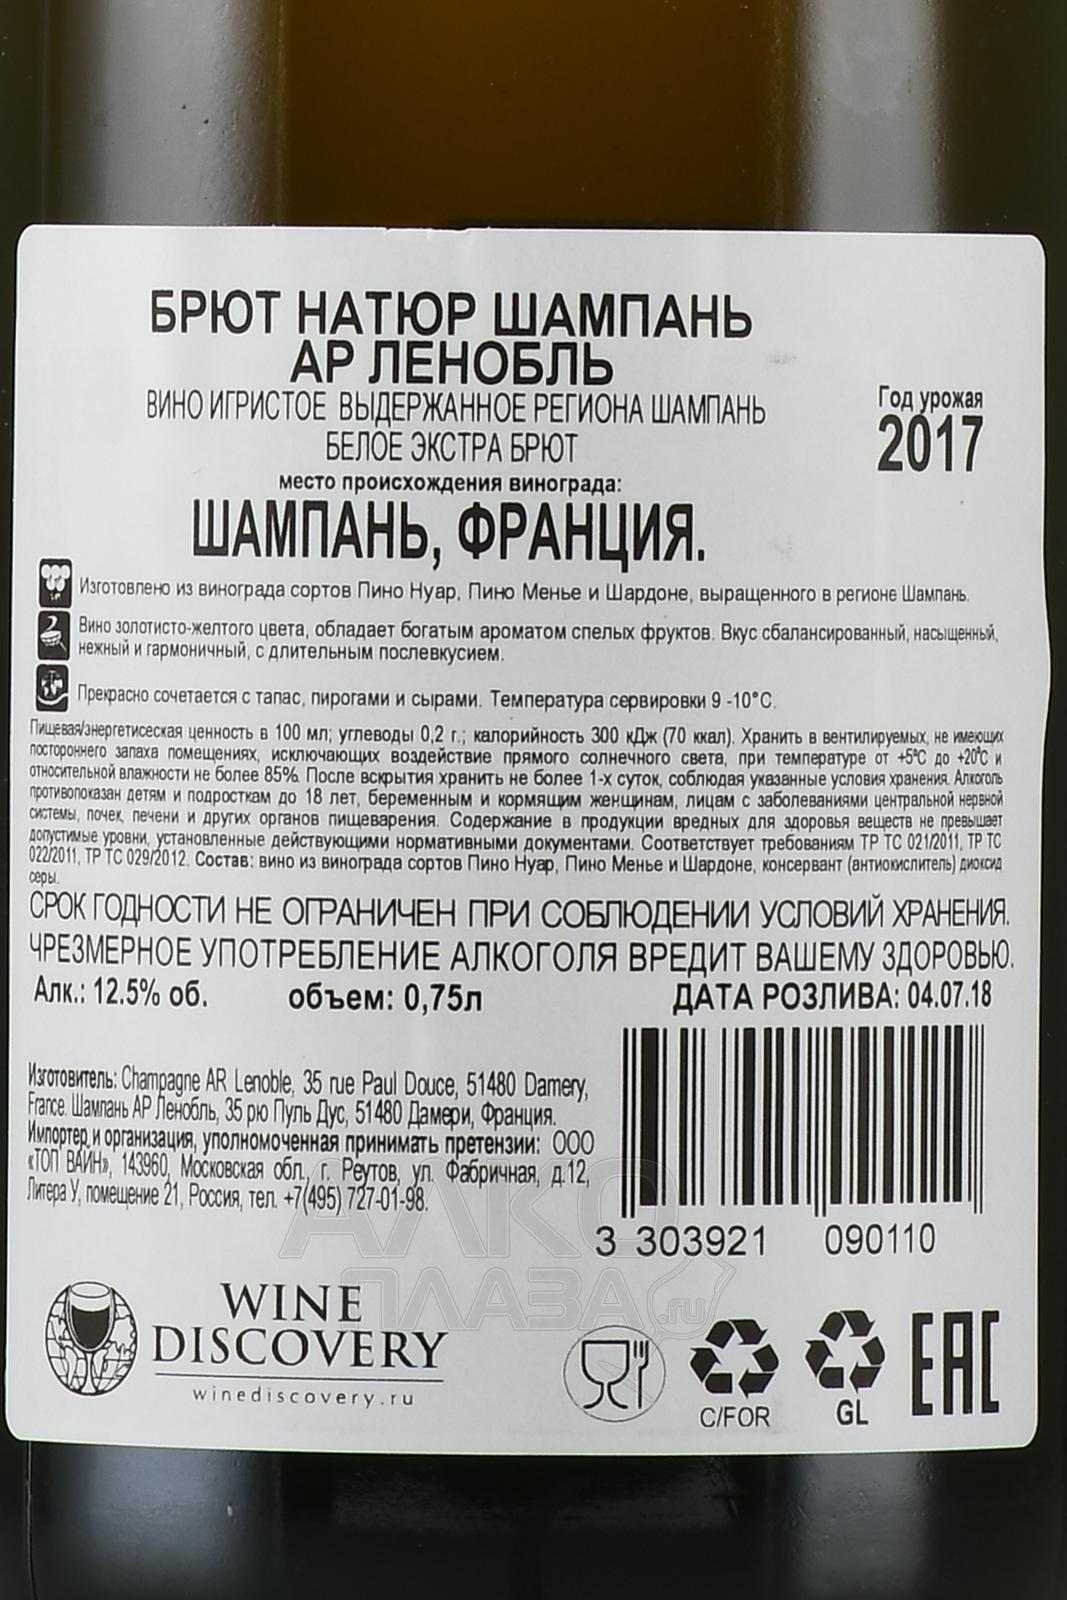 БРЮТ НАТЮР ШАМПАНЬ
АР ЛЕНОБЛЬ
ВИНО ИГРИСТОЕ ВЫДЕРЖАННОЕ РЕГИОНА ШАМПАНЬ
БЕЛОЕ ЭКСТРА БРЮТ
Год урожая
2017
место происхождения винограда:
ШАМПАНЬ, ФРАНЦИЯ.
Изготовлено из винограда сортов Пино Нуар, Пино Менье и Шардоне, выращенного в регионе Шампань.
Вино золотисто-желтого цвета, обладает богатым ароматом спелых фруктов. Вкус сбалансированный, насыщенный,
нежный и гармоничный, с длительным послевкусием.
Прекрасно сочетается с тапас, пирогами и сырами. Температура сервировки 9 -10°С.
Пищевая/энергетисеская ценность в 100 мл; углеводы 0,2 г.; калорийность 300 кДж (70 ккал). Хранить в вентилируемых, не имеющих
постороннего запаха помещениях, исключающих воздействие прямого солнечного света, при температуре от +5°С до +20°С и
относительной влажности не более 85%. После вскрытия хранить не более 1-х суток, соблюдая указанные условия хранения. Алкоголь
противопоказан детям и подросткам до 18 лет, беременным и кормящим женщинам, лицам с заболеваниями центральной нервной
системы, почек, печени и других органов пищеварения. Содержание в продукции вредных для здоровья веществ не превышает
допустимые уровни, установленные действующими нормативными документами. Соответствует требованиям ТР ТС 021/2011, ТР ТС
022/2011, ТР ТС 029/2012. Состав: вино из винограда сортов Пино Нуар, Пино Менье и Шардоне, консервант (антиокислитель) диоксид
серы.
СРОК ГОДНОСТИ НЕ ОГРАНИЧЕН ПРИ СОБЛЮДЕНИИ УСЛОВИЙ ХРАНЕНИЯ.
ЧРЕЗМЕРНОЕ УПОТРЕБЛЕНИЕ АЛКОГОЛЯ ВРЕДИТ ВАШЕМУ ЗДОРОВЬЮ.
Алк.: 12.5% об. объем: 0,75л ДАТА РОЗЛИВА: 04.07.18
Изготовитель: Champagne AR Lenoble, 35 rue Paul Douce, 51480 Damery,
France. Шампань АР Ленобль, 35 рю Пуль Дус, 51480 Дамери, Франция.
Импортер и организация, уполномоченная принимать претензии: ООО
«ТОП ВАЙН», 143960, Московская обл., г. Реутов, ул. Фабричная, д.12,
Литера У, помещение 21, Россия, тел. +7(495) 727-01-98.
3 303921 090110
АЛКО
ПЛАЗА.ru
WINE
DISCOVERY
winediscovery.ru
C/FOR
GL
EAC